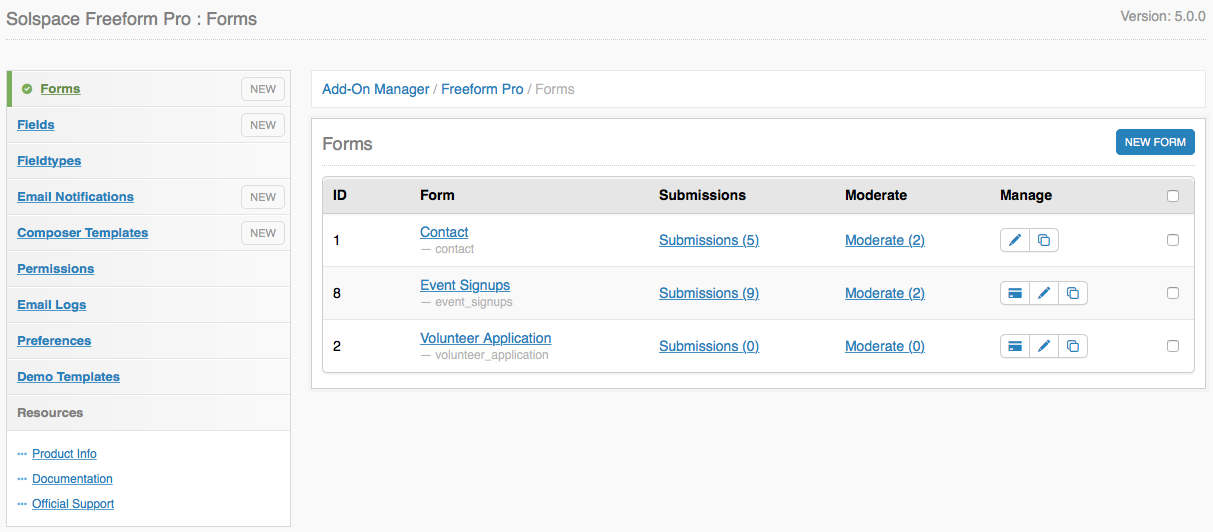 Solspace Freeform Pro : Forms
Version: 5.0.0
Forms NEW
Fields NEW
Fieldtypes
Email Notifications NEW
Composer Templates NEW
Permissions
Email Logs
Preferences
Demo Templates
Resources
Product Info
Documentation
Official Support
Add-On Manager / Freeform Pro / Forms
Forms NEW FORM
ID Form Submissions Moderate Manage
1 Contact Submissions (5) Moderate (2)
— contact
8 Event Signups Submissions (9) Moderate (2)
— event_signups
2 Volunteer Application Submissions (0) Moderate (0)
— volunteer_application